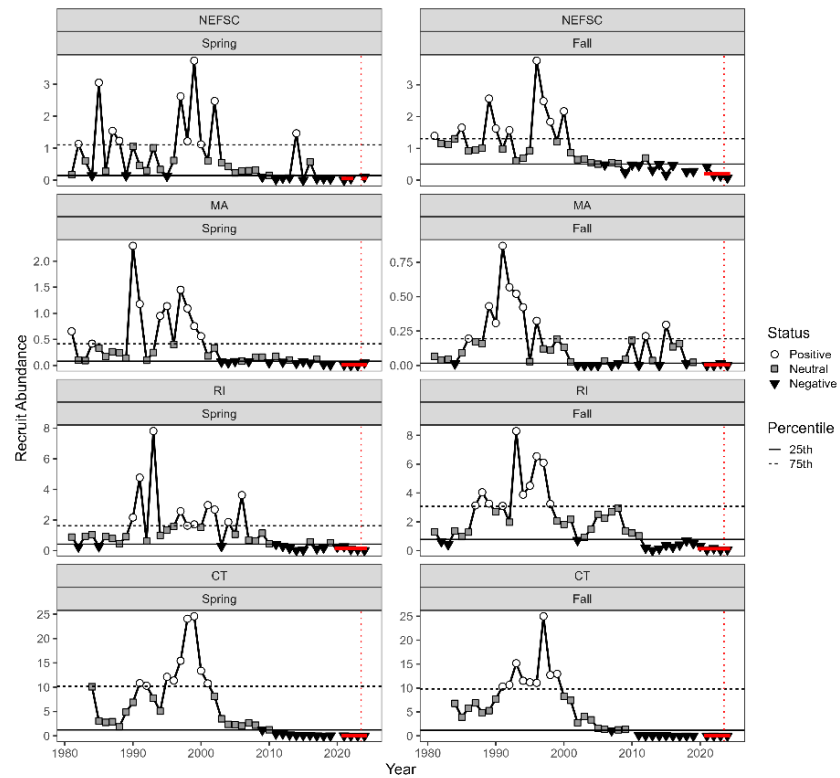 NEFSC
Spring
3
2
1
0
NEFSC
Fall
3
2
1
0
MA
Spring
2.0
1.5
1.0
0.5
0.0
MA
Fall
0.75
0.50
0.25
0.00
RI
Spring
8
6
4
2
0
RI
Fall
8
6
4
2
0
CT
Spring
25
20
15
10
5
0
1980 1990 2000 2010 2020
CT
Fall
25
20
15
10
5
0
1980 1990 2000 2010 2020
Recruit Abundance
Year
Status
Positive
Neutral
Negative
Percentile
25th
75th